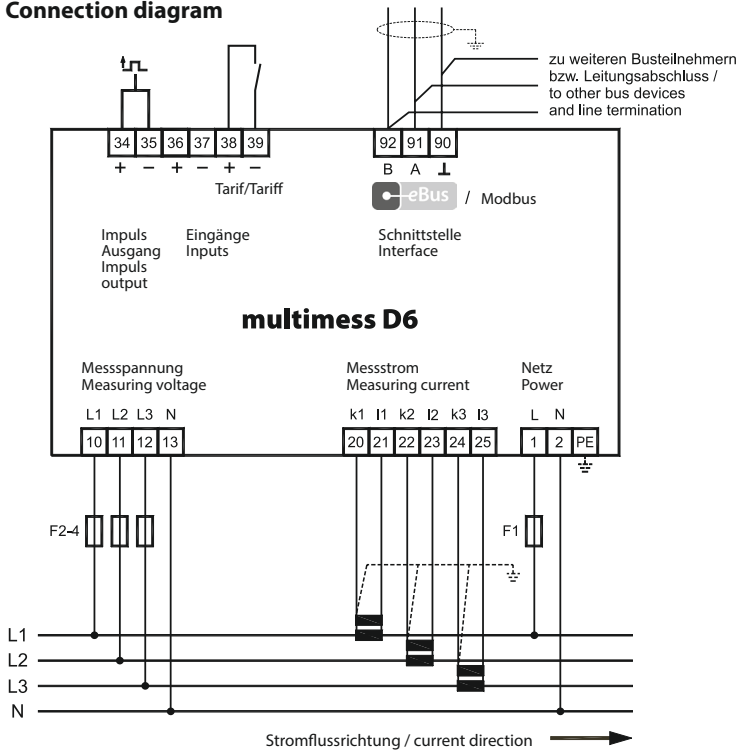 Connection diagram
zu weiteren Busteilnehmern
bzw. Leitungsabschluss /
to other bus devices
and line termination
34 35 36 37 38 39
+ − + − + −
Tarif/Tariff
92 91 90
B A ⊥
eBus / Modbus
Impuls
Ausgang
Impuls
output
Eingänge
Inputs
Schnittstelle
Interface
multimess D6
Messspannung
Measuring voltage
L1 L2 L3 N
10 11 12 13
Messstrom
Measuring current
k1 l1 k2 l2 k3 l3
20 21 22 23 24 25
Netz
Power
L N
1 2 PE
F2-4
F1
L1
L2
L3
N
Stromflussrichtung / current direction